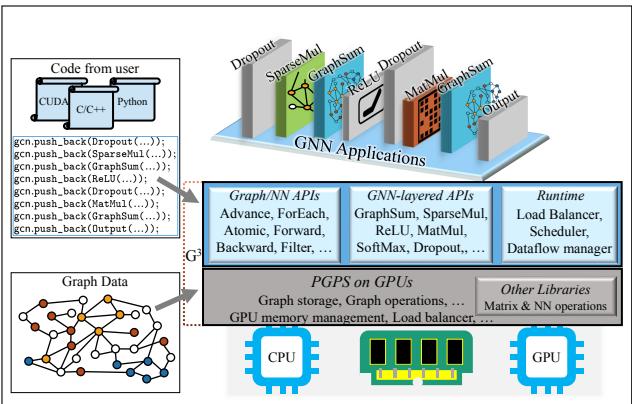 Code from user
CUDA
C/C++
Python
gcn.push_back(Dropout(...));
gcn.push_back(SparseMul(...));
gcn.push_back(GraphSum(...));
gcn.push_back(ReLU(...));
gcn.push_back(Dropout(...));
gcn.push_back(MatMul(...));
gcn.push_back(GraphSum(...));
gcn.push_back(Output(...));
Graph Data
Dropout
SparseMul
GraphSum
ReLU
Dropout
MatMul
GraphSum
Output
GNN Applications
G³
Graph/NN APIs
Advance, ForEach,
Atomic, Forward,
Backward, Filter, …
GNN-layered APIs
GraphSum, SparseMul,
ReLU, MatMul,
SoftMax, Dropout,, …
Runtime
Load Balancer,
Scheduler,
Dataflow manager
PGPS on GPUs
Graph storage, Graph operations, …
GPU memory management, Load balancer, …
Other Libraries
Matrix & NN operations
CPU
GPU